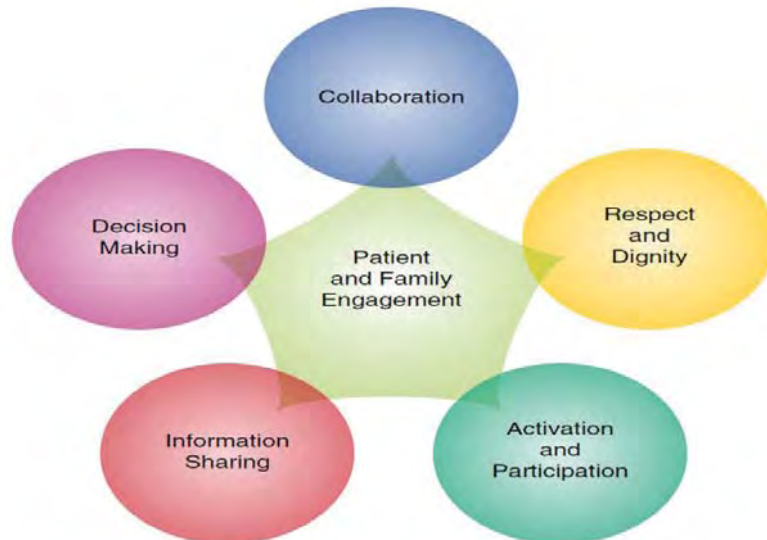 Collaboration
Decision
Making
Respect
and
Dignity
Patient
and Family
Engagement
Information
Sharing
Activation
and
Participation